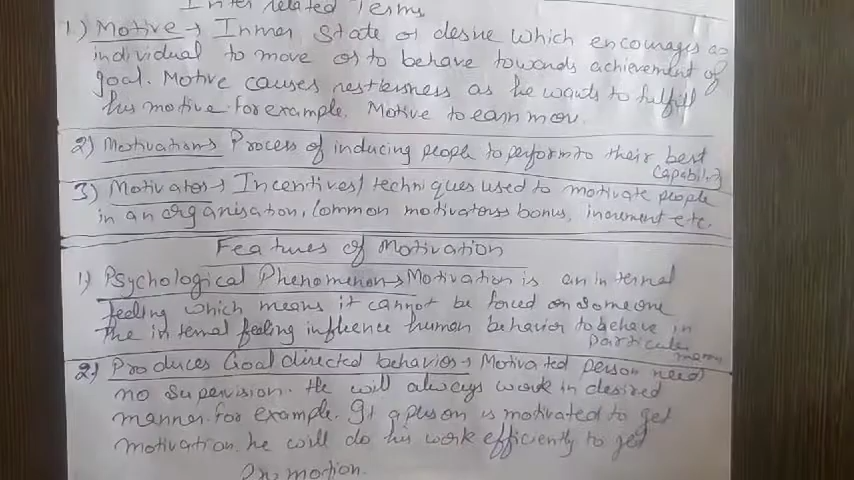 Inter related Terms
1.) Motive → Inner State or desire which encourages an
individual to move or to behave towards achievement of
goal. Motive causes restlessness as he wants to fulfill
his motive. For example. Motive to earn mon.
2) Motivation → Process of inducing people to perform to their best
capability
3) Motivator → Incentives/techniques used to motivate people
in an organisation, Common motivators bonus, increment etc.
Features of Motivation
1) Psychological Phenomenon → Motivation is an internal
feeling which means it cannot be forced on someone
The internal feeling influence human behavior to behave in
particular mannr
2.) Produces Goal directed behavior → Motivated person need
no supervision. He will always work in desired
manner. for example. If a person is motivated to get
motivation. he will do his work efficiently to get
Promotion.